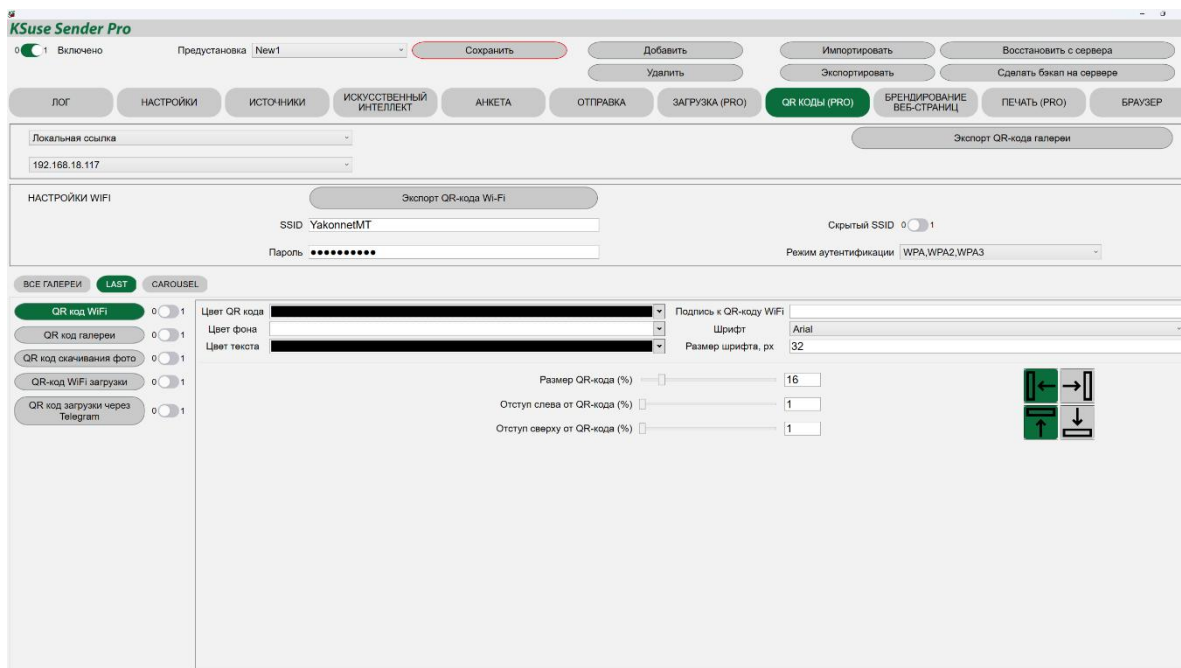 KSuse Sender Pro
0 1 Включено Предустановка New1 Сохранить Добавить Импортировать Восстановить с сервера
Удалить Экспортировать Сделать бэкап на сервере
ЛОГ НАСТРОЙКИ ИСТОЧНИКИ ИСКУССТВЕННЫЙ ИНТЕЛЛЕКТ АНКЕТА ОТПРАВКА ЗАГРУЗКА (PRO) QR КОДЫ (PRO) БРЕНДИРОВАНИЕ ВЕБ-СТРАНИЦ ПЕЧАТЬ (PRO) БРАУЗЕР
Локальная ссылка Экспорт QR-кода галереи
192.168.18.117
НАСТРОЙКИ WIFI Экспорт QR-кода Wi-Fi
SSID YakonnetMT Скрытый SSID 0 1
Пароль ●●●●●●●●●● Режим аутентификации WPA,WPA2,WPA3
ВСЕ ГАЛЕРЕИ LAST CAROUSEL
QR код WiFi 0 1 Цвет QR кода Подпись к QR-коду WiFi
QR код галереи 0 1 Цвет фона Шрифт Arial
Цвет текста Размер шрифта, px 32
QR код скачивания фото 0 1
QR-код WiFi загрузки 0 1 Размер QR-кода (%) 16
QR код загрузки через Telegram 0 1 Отступ слева от QR-кода (%) 1
Отступ сверху от QR-кода (%) 1